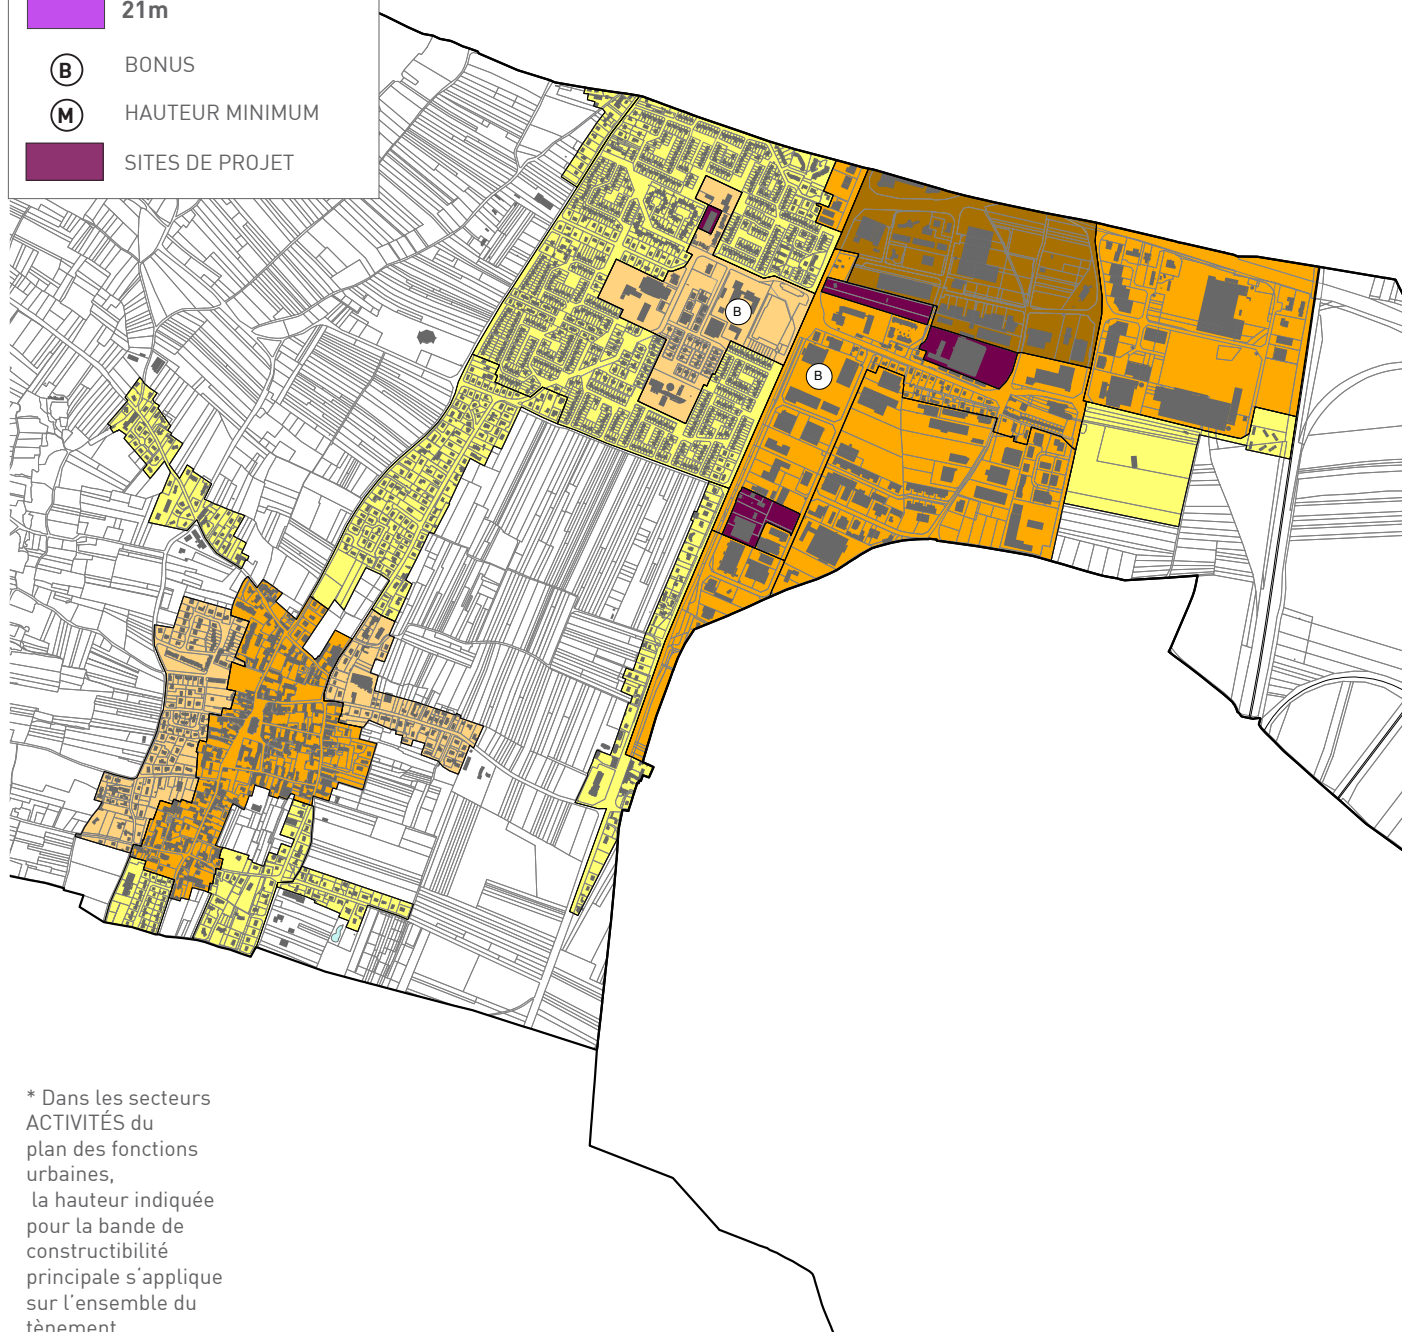 21m
B BONUS
M HAUTEUR MINIMUM
SITES DE PROJET
B
B
* Dans les secteurs
ACTIVITÉS du
plan des fonctions
urbaines,
la hauteur indiquée
pour la bande de
constructibilité
principale s'applique
sur l'ensemble du
tènement